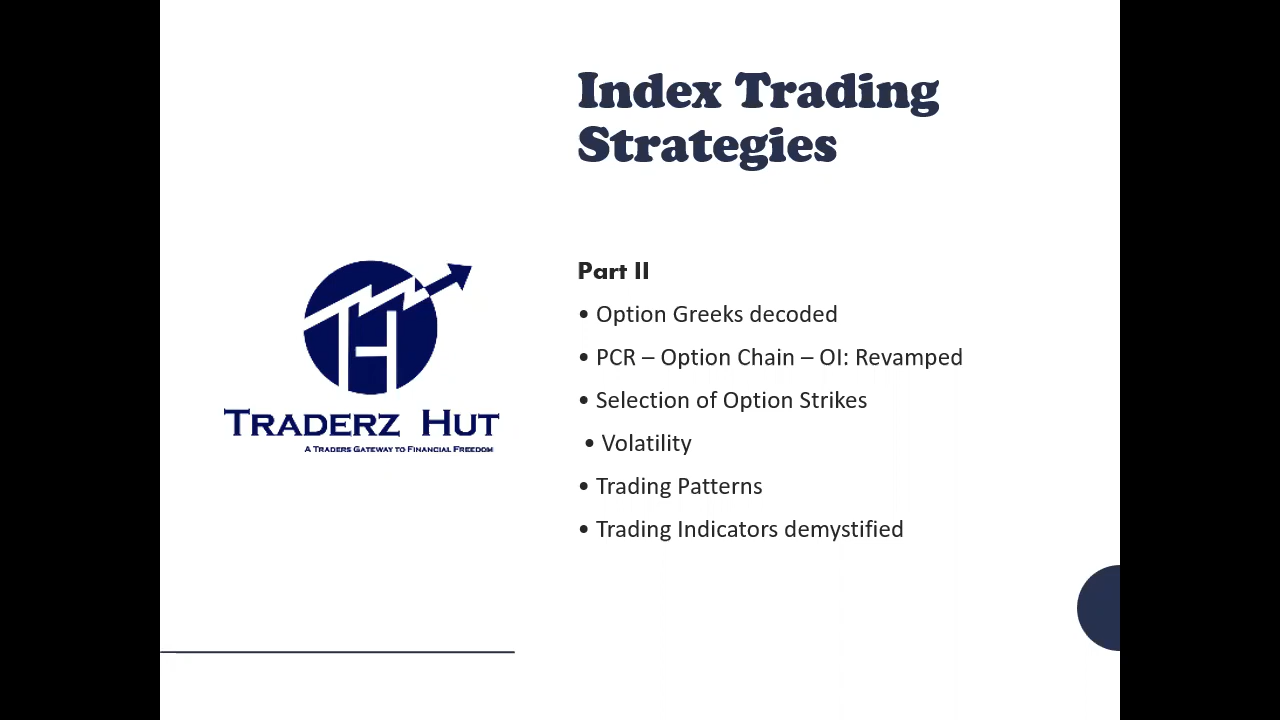 Index Trading
Strategies
Part II
• Option Greeks decoded
• PCR – Option Chain – OI: Revamped
• Selection of Option Strikes
• Volatility
• Trading Patterns
• Trading Indicators demystified
TH
TRADERZ HUT
A TRADERS GATEWAY TO FINANCIAL FREEDOM